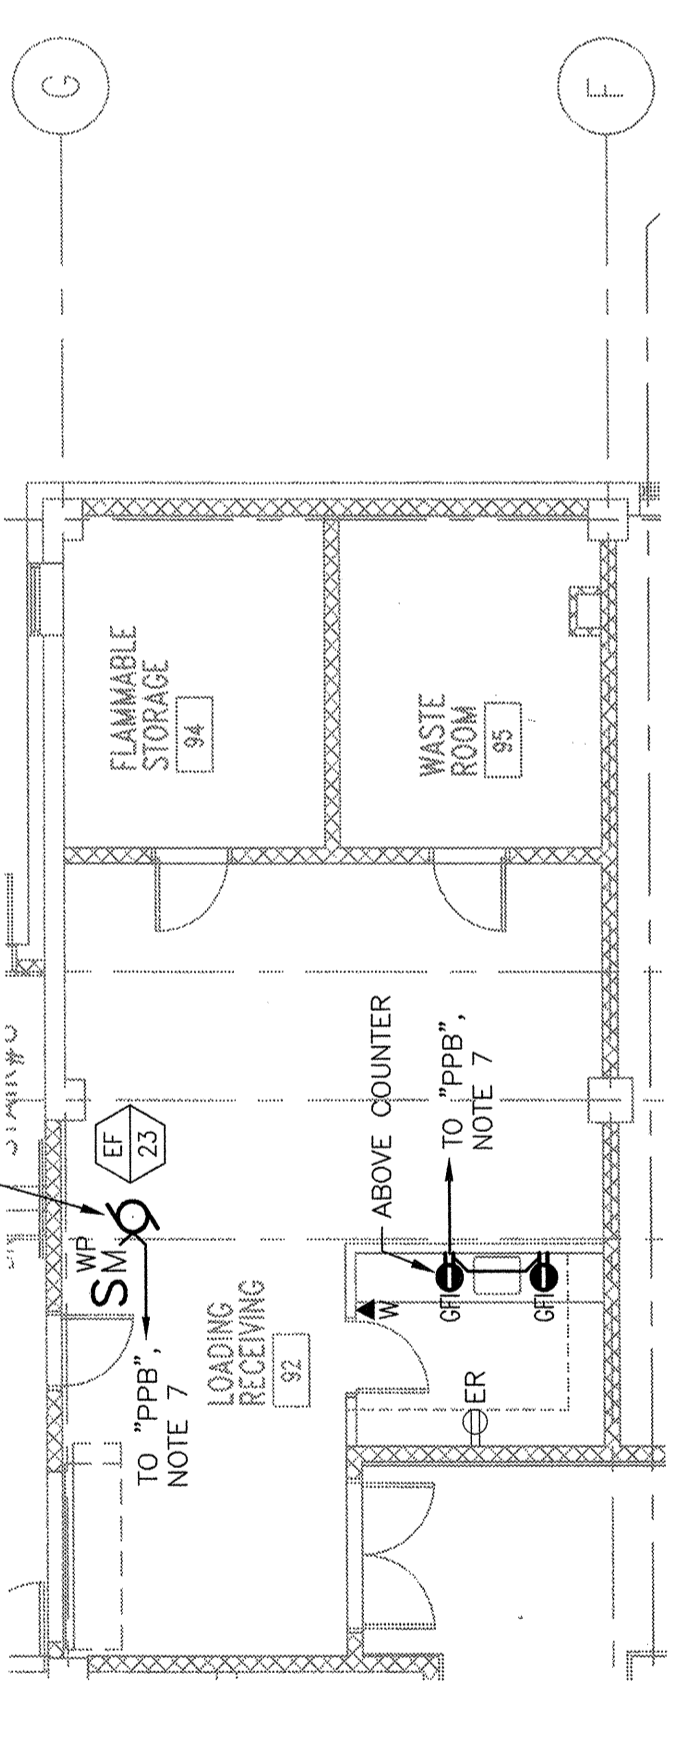 G
F
FLAMMABLE
STORAGE
94
WASTE
ROOM
95
EF
23
WP
SM
TO "PPB",
NOTE 7
LOADING
RECEIVING
92
ABOVE COUNTER
TO "PPB",
NOTE 7
W
GFI
GFI
ER